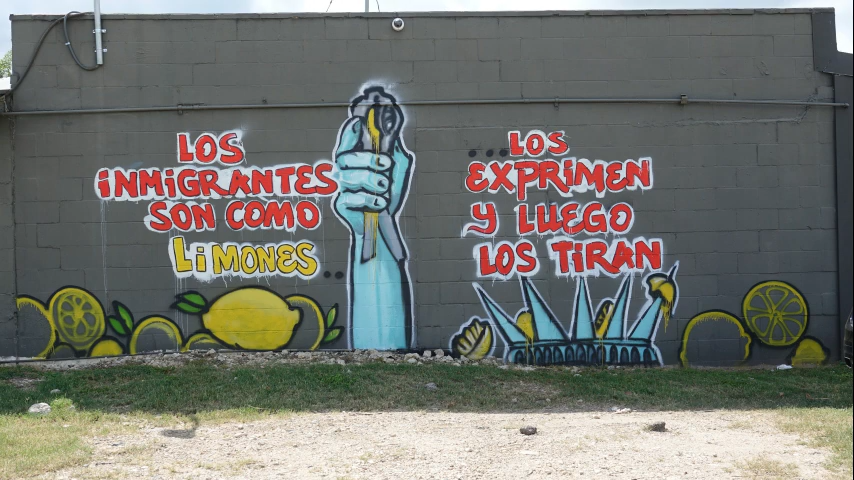 LOS
INMIGRANTES
SON COMO
LIMONES...
...LOS
EXPRIMEN
Y LUEGO
LOS TIRAN